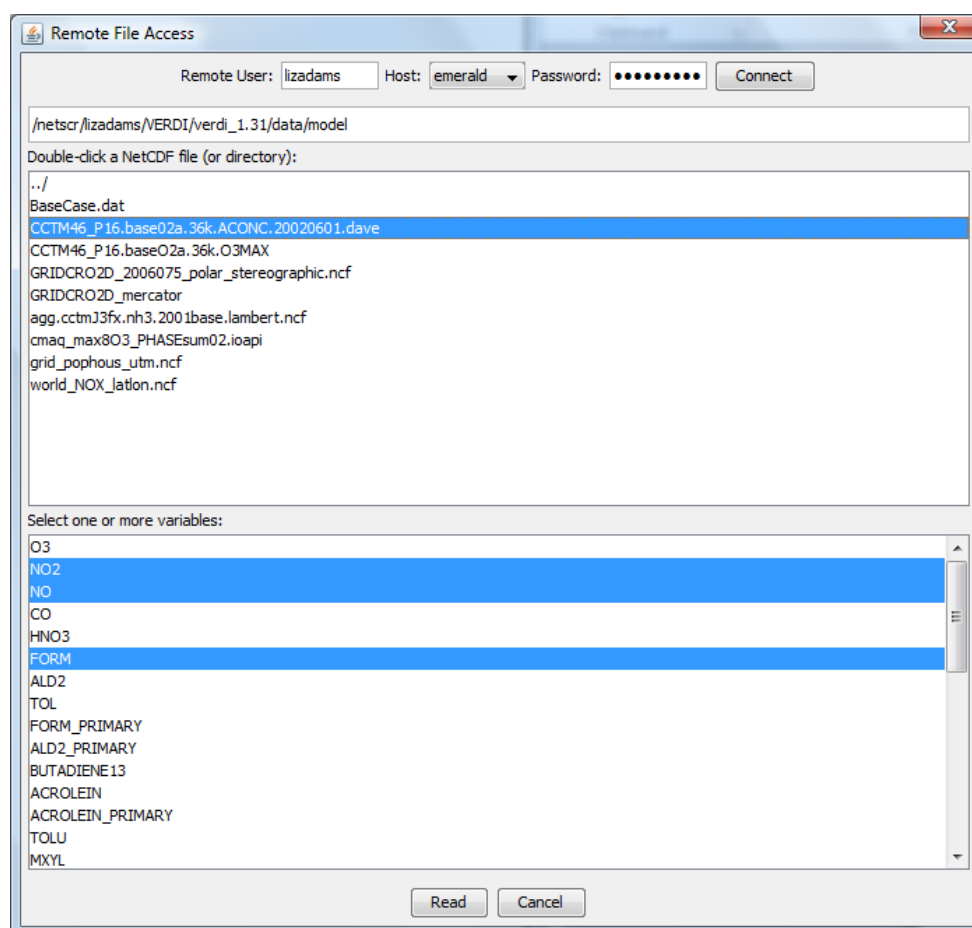 Remote File Access
Remote User: lizadams Host: emerald Password: ●●●●●●●●● Connect
/netscr/lizadams/VERDI/verdi_1.31/data/model
Double-click a NetCDF file (or directory):
../
BaseCase.dat
CCTM46_P16.base02a.36k.ACONC.20020601.dave
CCTM46_P16.baseO2a.36k.O3MAX
GRIDCRO2D_2006075_polar_stereographic.ncf
GRIDCRO2D_mercator
agg.cctmJ3fx.nh3.2001base.lambert.ncf
cmaq_max8O3_PHASEsum02.ioapi
grid_pophous_utm.ncf
world_NOX_latlon.ncf
Select one or more variables:
O3
NO2
NO
CO
HNO3
FORM
ALD2
TOL
FORM_PRIMARY
ALD2_PRIMARY
BUTADIENE13
ACROLEIN
ACROLEIN_PRIMARY
TOLU
MXYL
Read Cancel